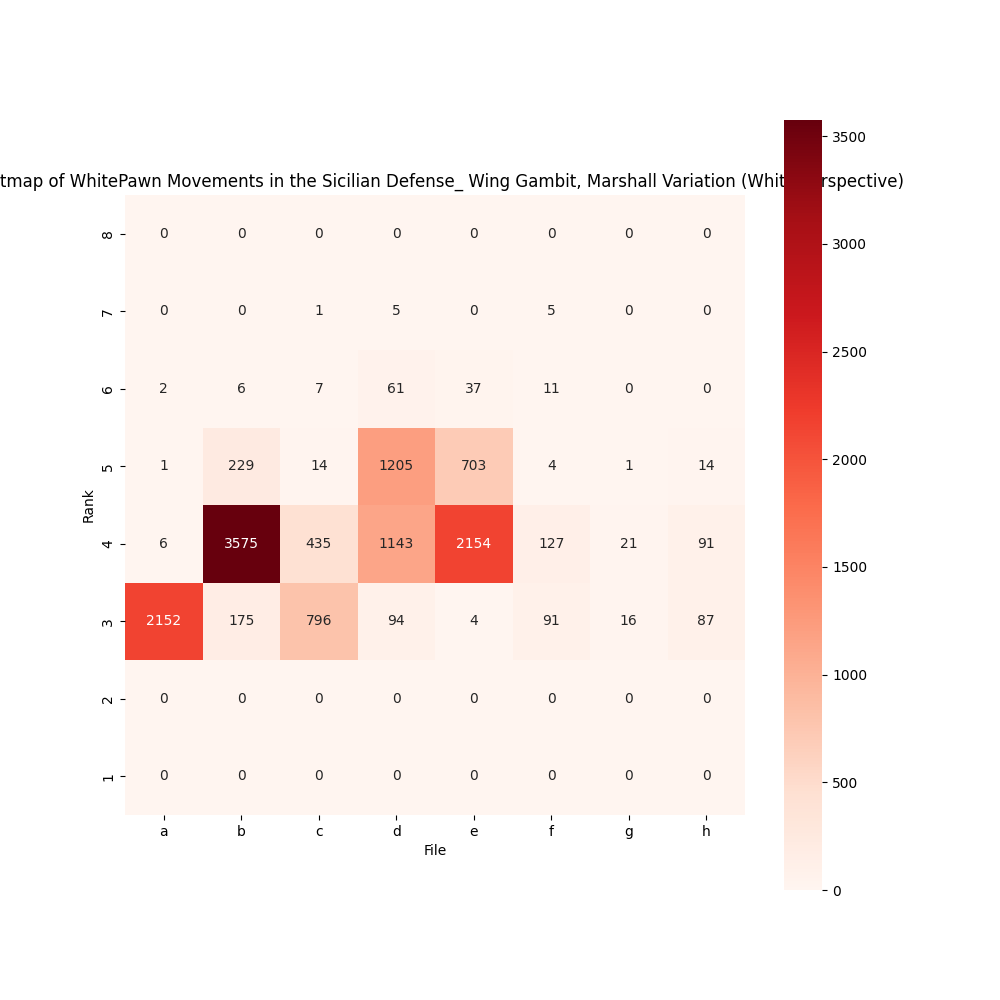 tmap of WhitePawn Movements in the Sicilian Defense_ Wing Gambit, Marshall Variation (Whit rspective)
8 0 0 0 0 0 0 0 0
7 0 0 1 5 0 5 0 0
6 2 6 7 61 37 11 0 0
5 1 229 14 1205 703 4 1 14
4 6 3575 435 1143 2154 127 21 91
3 2152 175 796 94 4 91 16 87
2 0 0 0 0 0 0 0 0
1 0 0 0 0 0 0 0 0
Rank
a b c d e f g h
File
3500
3000
2500
2000
1500
1000
500
0